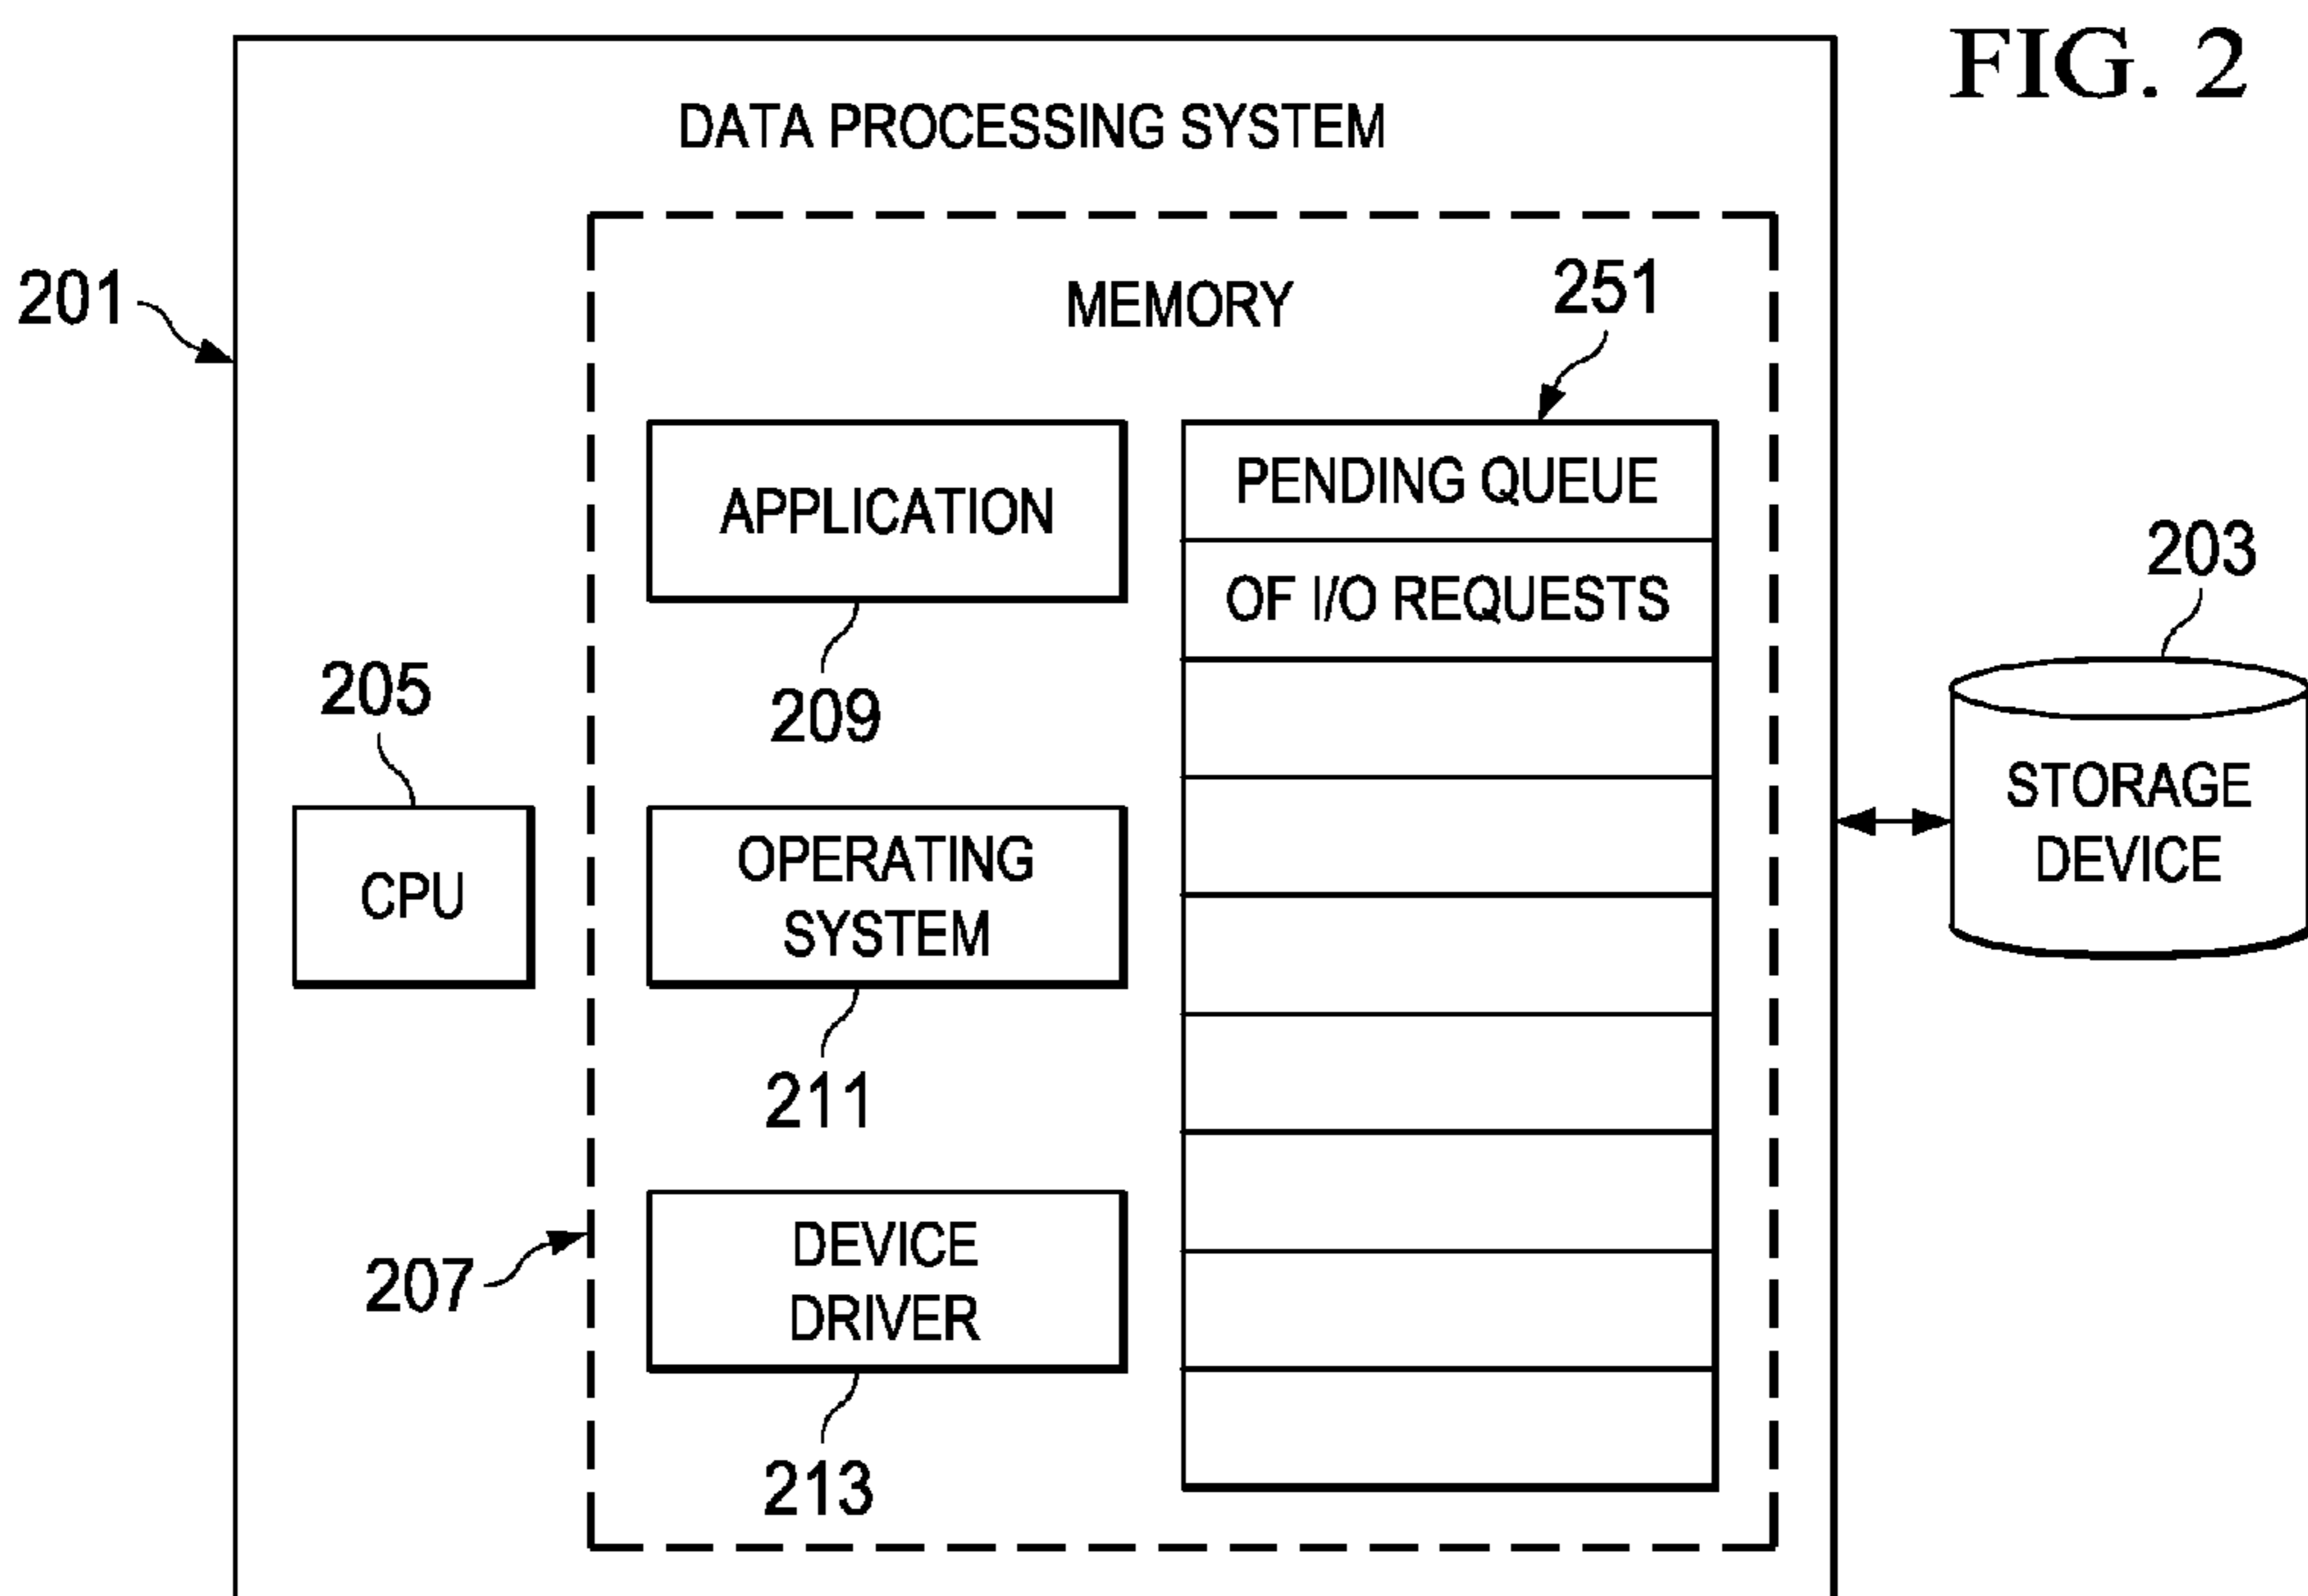 FIG. 2
DATA PROCESSING SYSTEM
201
MEMORY
251
APPLICATION
209
PENDING QUEUE
OF I/O REQUESTS
203
STORAGE
DEVICE
205
CPU
OPERATING
SYSTEM
211
207
DEVICE
DRIVER
213